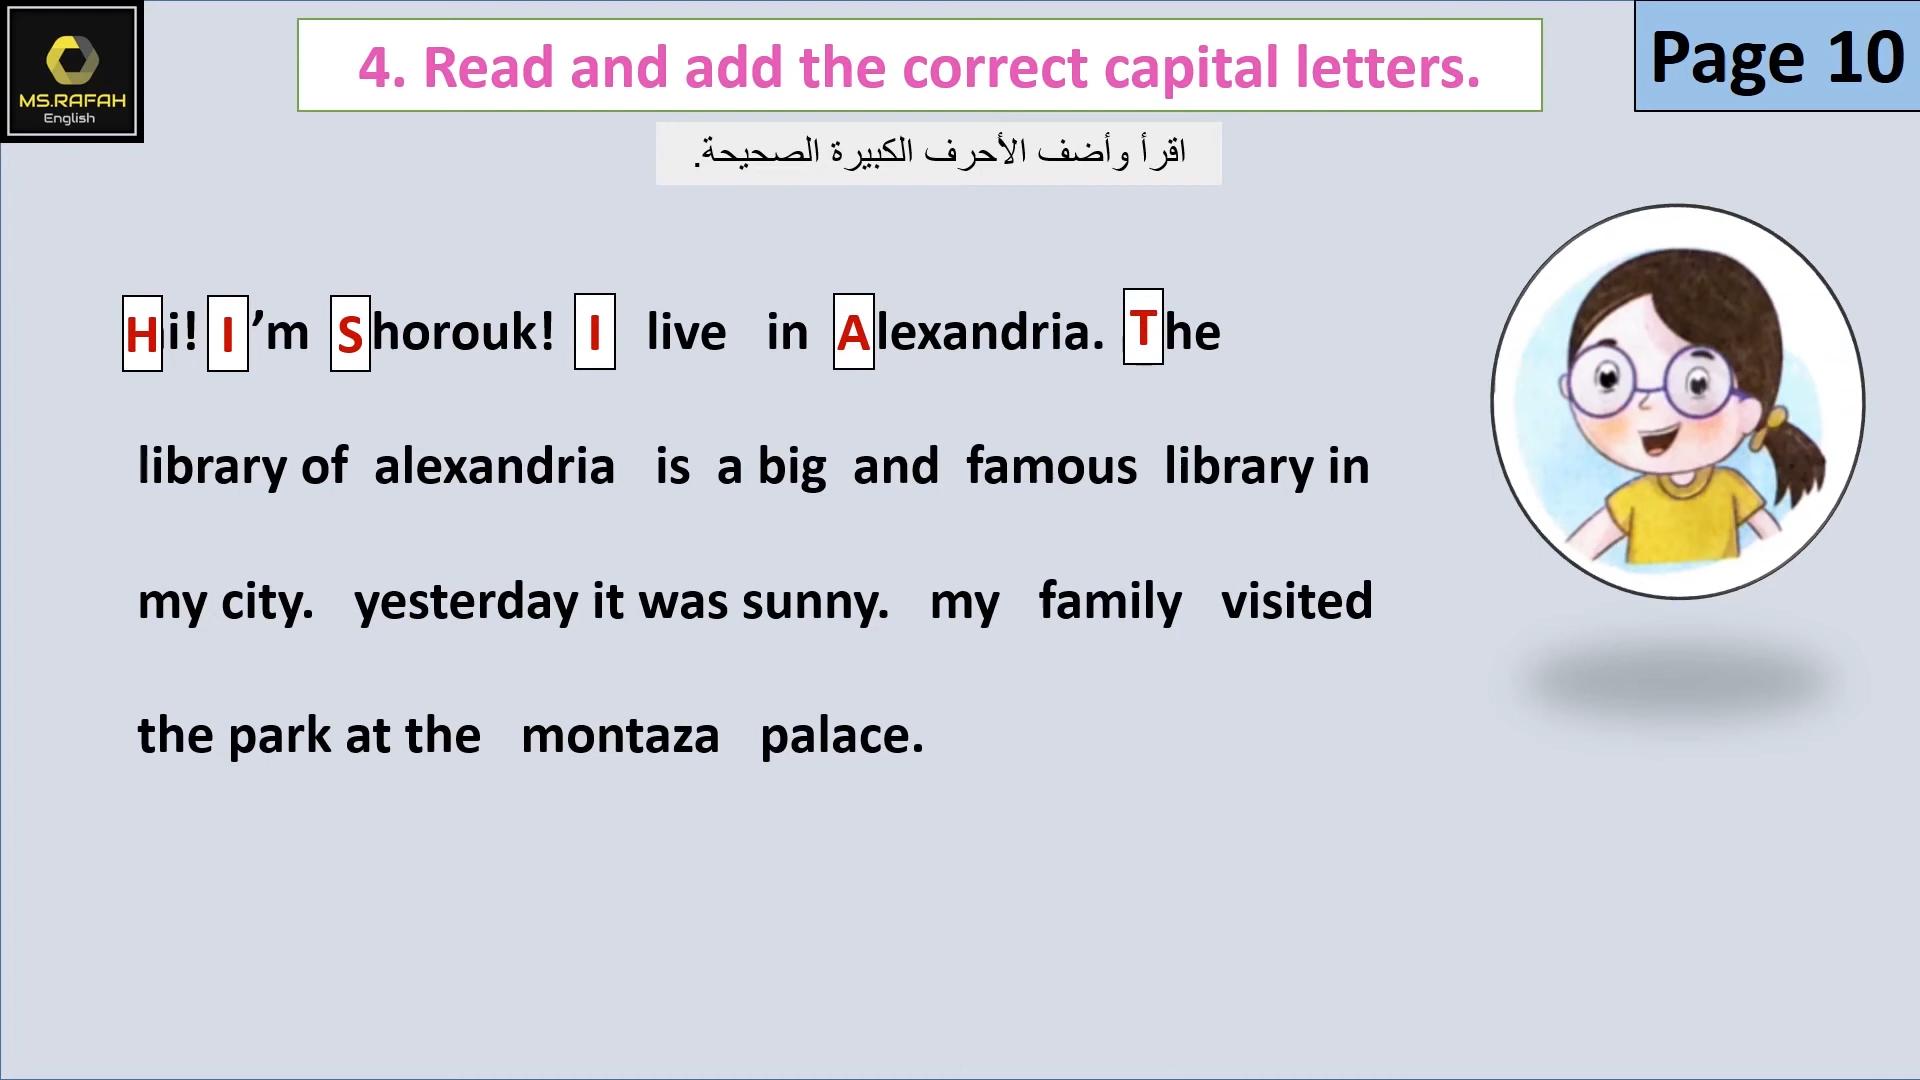 MS.RAFAH
English
4. Read and add the correct capital letters.
Page 10
اقرأ وأضف الأحرف الكبيرة الصحيحة.
Hi! I’m Shorouk! I live in Alexandria. The
library of alexandria is a big and famous library in
my city. yesterday it was sunny. my family visited
the park at the montaza palace.